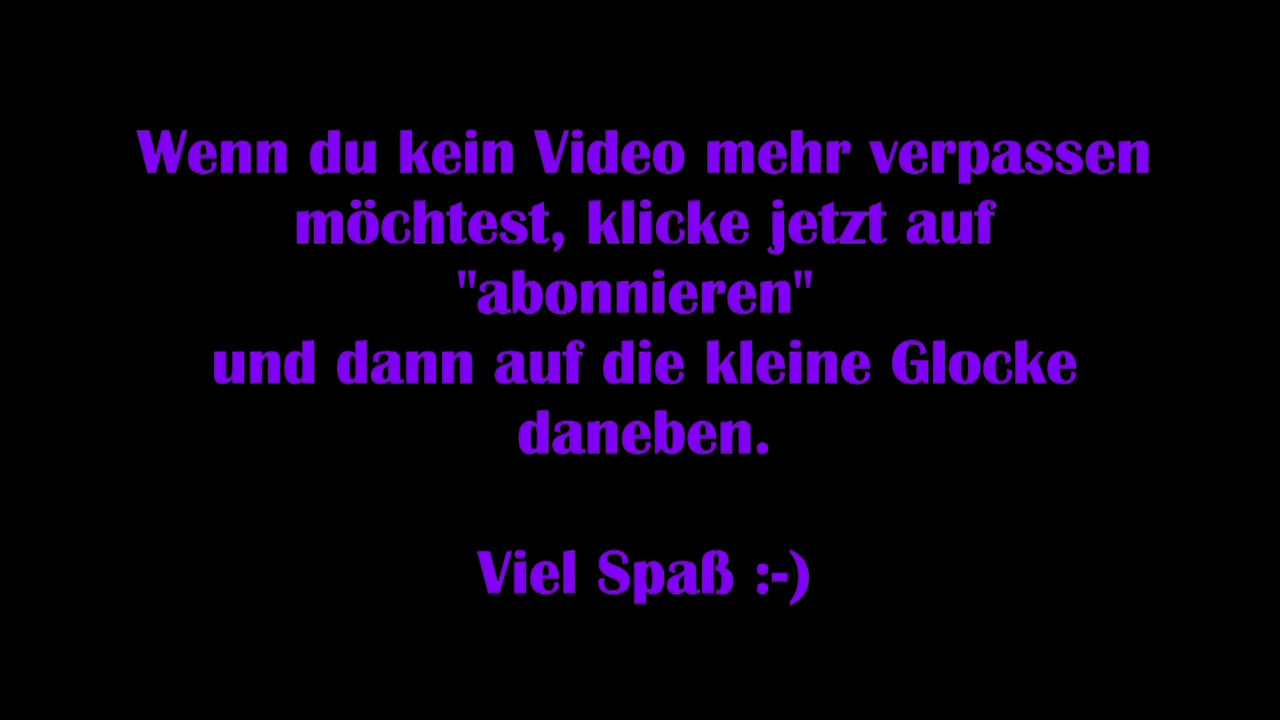 Wenn du kein Video mehr verpassen
möchtest, klicke jetzt auf
"abonnieren"
und dann auf die kleine Glocke
daneben.
Viel Spaß :-)